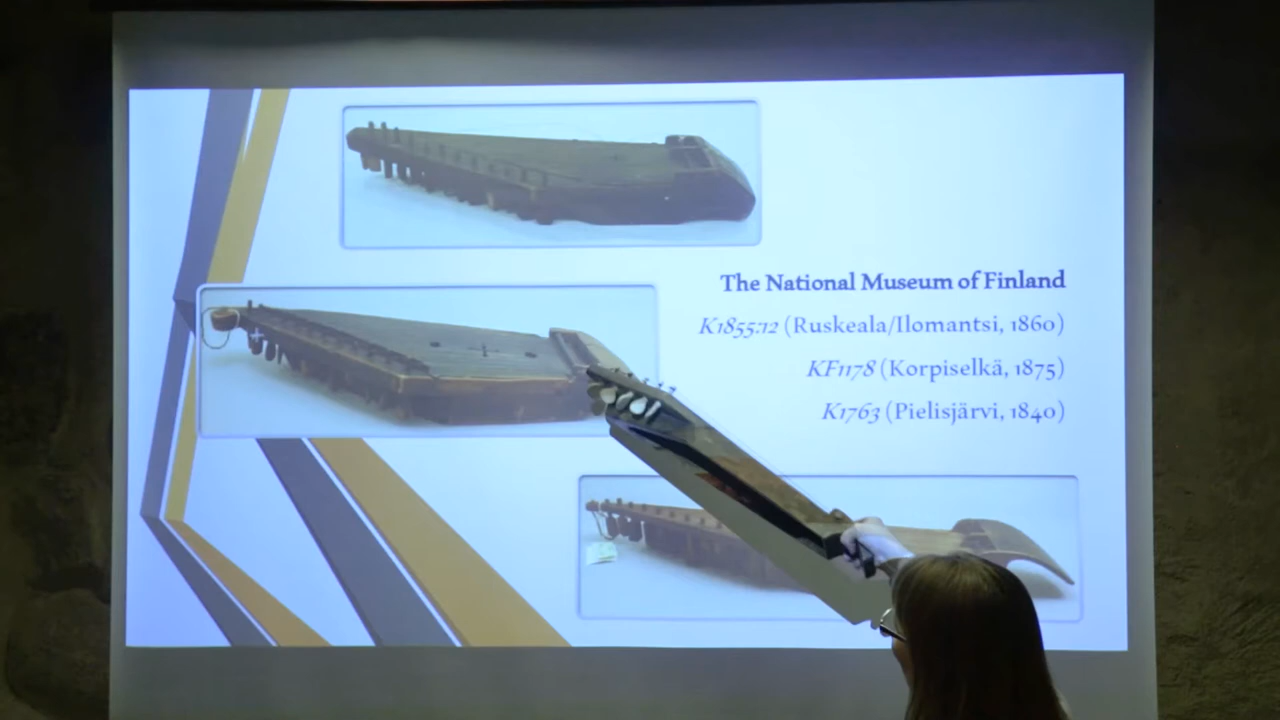 The National Museum of Finland
K1855:12 (Ruskeala/Ilomantsi, 1860)
KF1178 (Korpiselkä, 1875)
K1763 (Pielisjärvi, 1840)